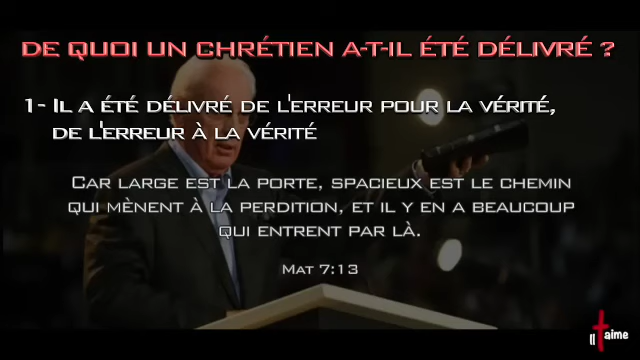 DE QUOI UN CHRÉTIEN A-T-IL ÉTÉ DÉLIVRÉ ?
1- IL A ÉTÉ DÉLIVRÉ DE L'ERREUR POUR LA VÉRITÉ,
DE L'ERREUR À LA VÉRITÉ
CAR LARGE EST LA PORTE, SPACIEUX EST LE CHEMIN
QUI MÈNENT À LA PERDITION, ET IL Y EN A BEAUCOUP
QUI ENTRENT PAR LÀ.
MAT 7:13
Il t'aime